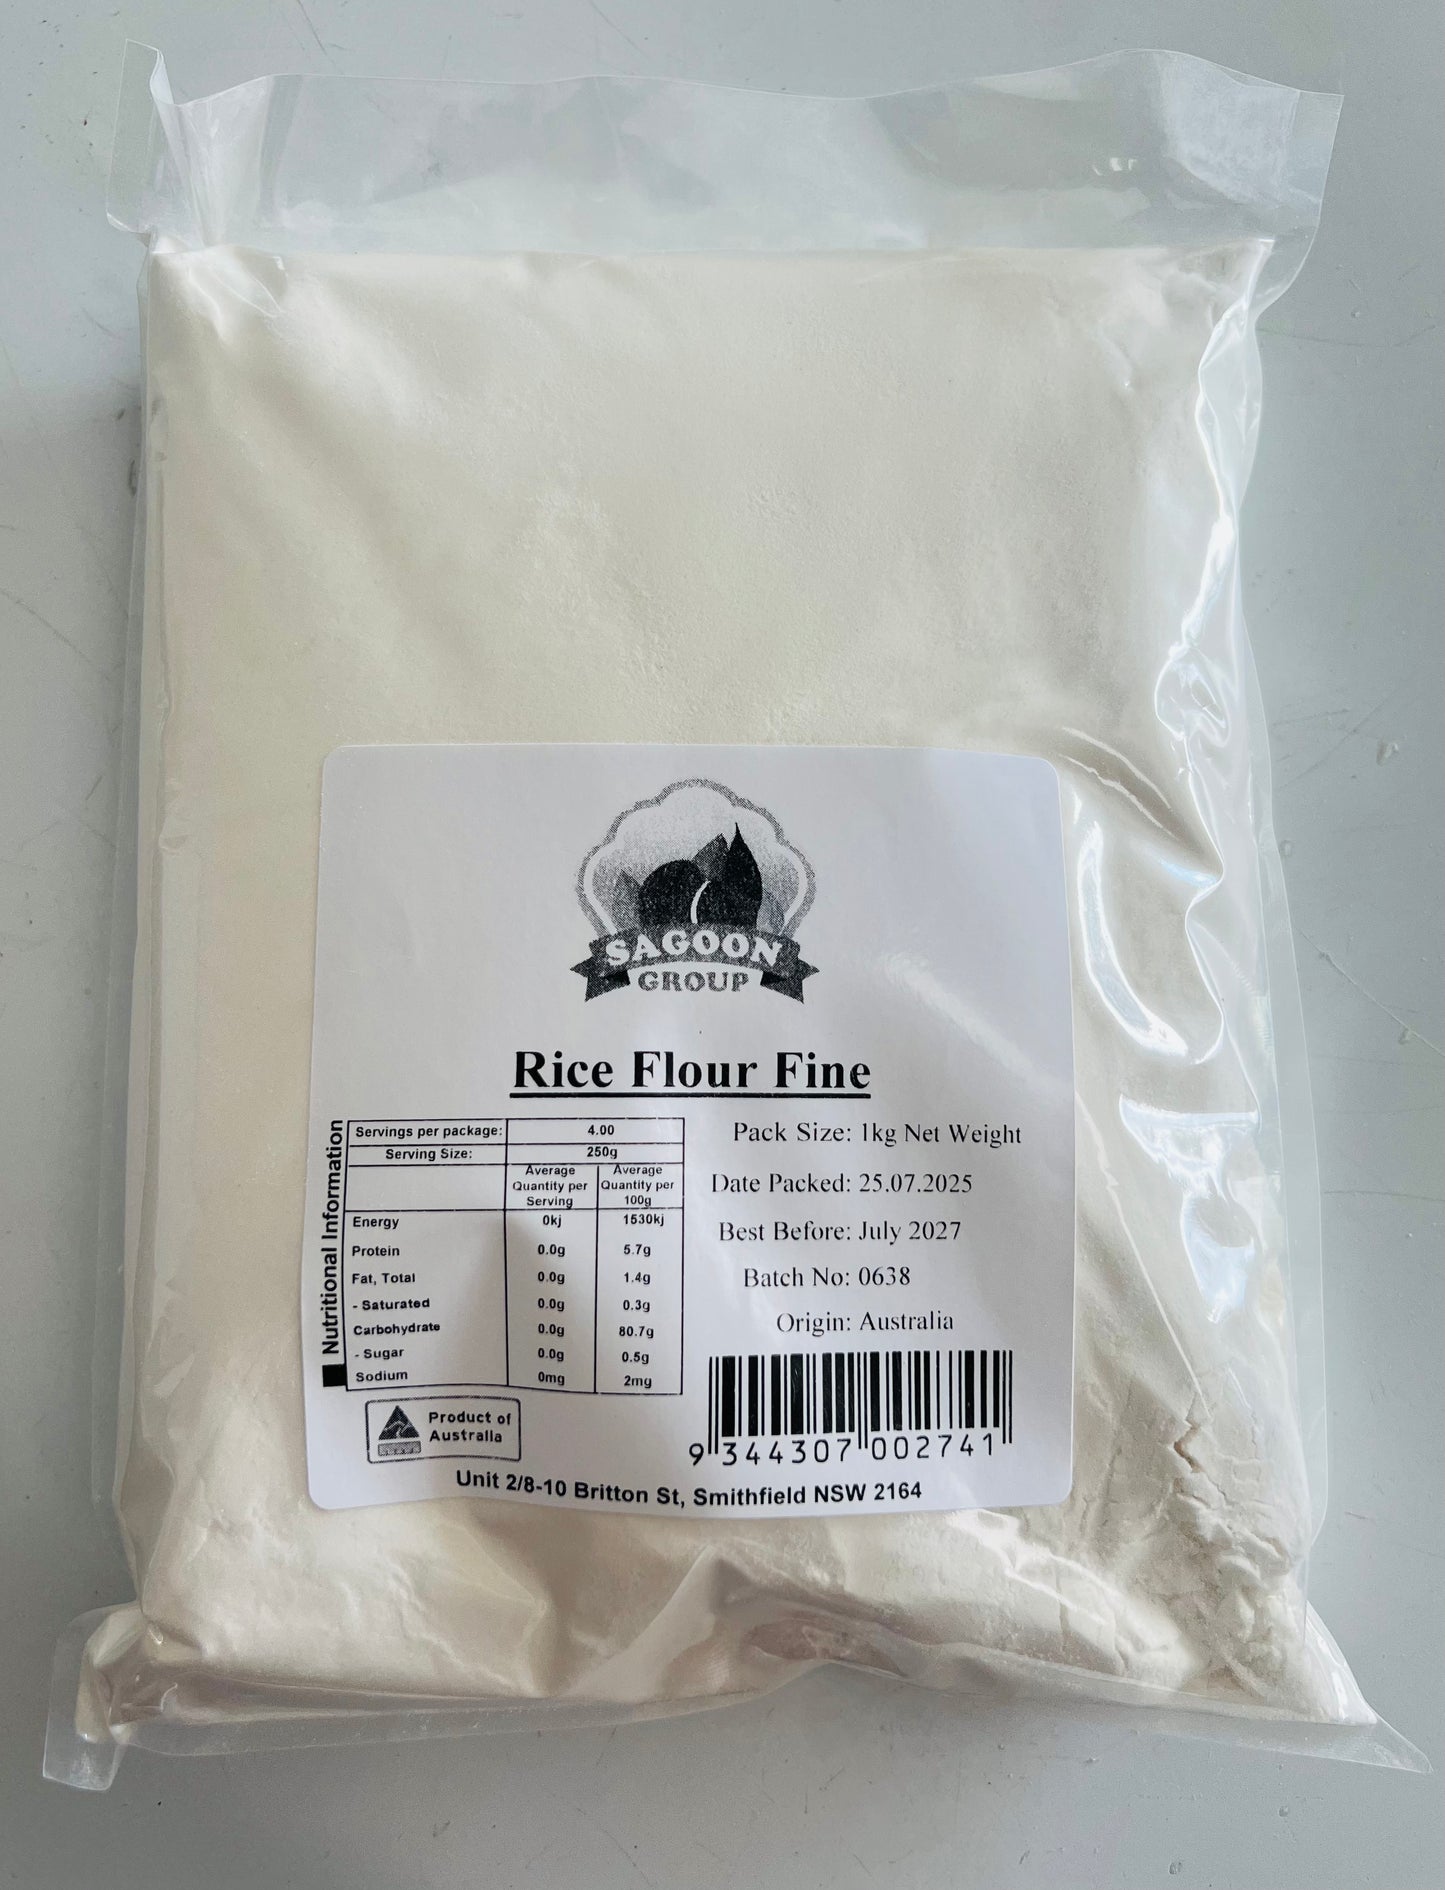 SAGOON
GROUP
Rice Flour Fine
Nutritional Information
Servings per package: 4.00
Serving Size: 250g
Average Quantity per Serving Average Quantity per 100g
Energy 0kj 1530kj
Protein 0.0g 5.7g
Fat, Total 0.0g 1.4g
- Saturated 0.0g 0.3g
Carbohydrate 0.0g 80.7g
- Sugar 0.0g 0.5g
Sodium 0mg 2mg
Pack Size: 1kg Net Weight
Date Packed: 25.07.2025
Best Before: July 2027
Batch No: 0638
Origin: Australia
Product of
Australia
9 344307 002741
Unit 2/8-10 Britton St, Smithfield NSW 2164